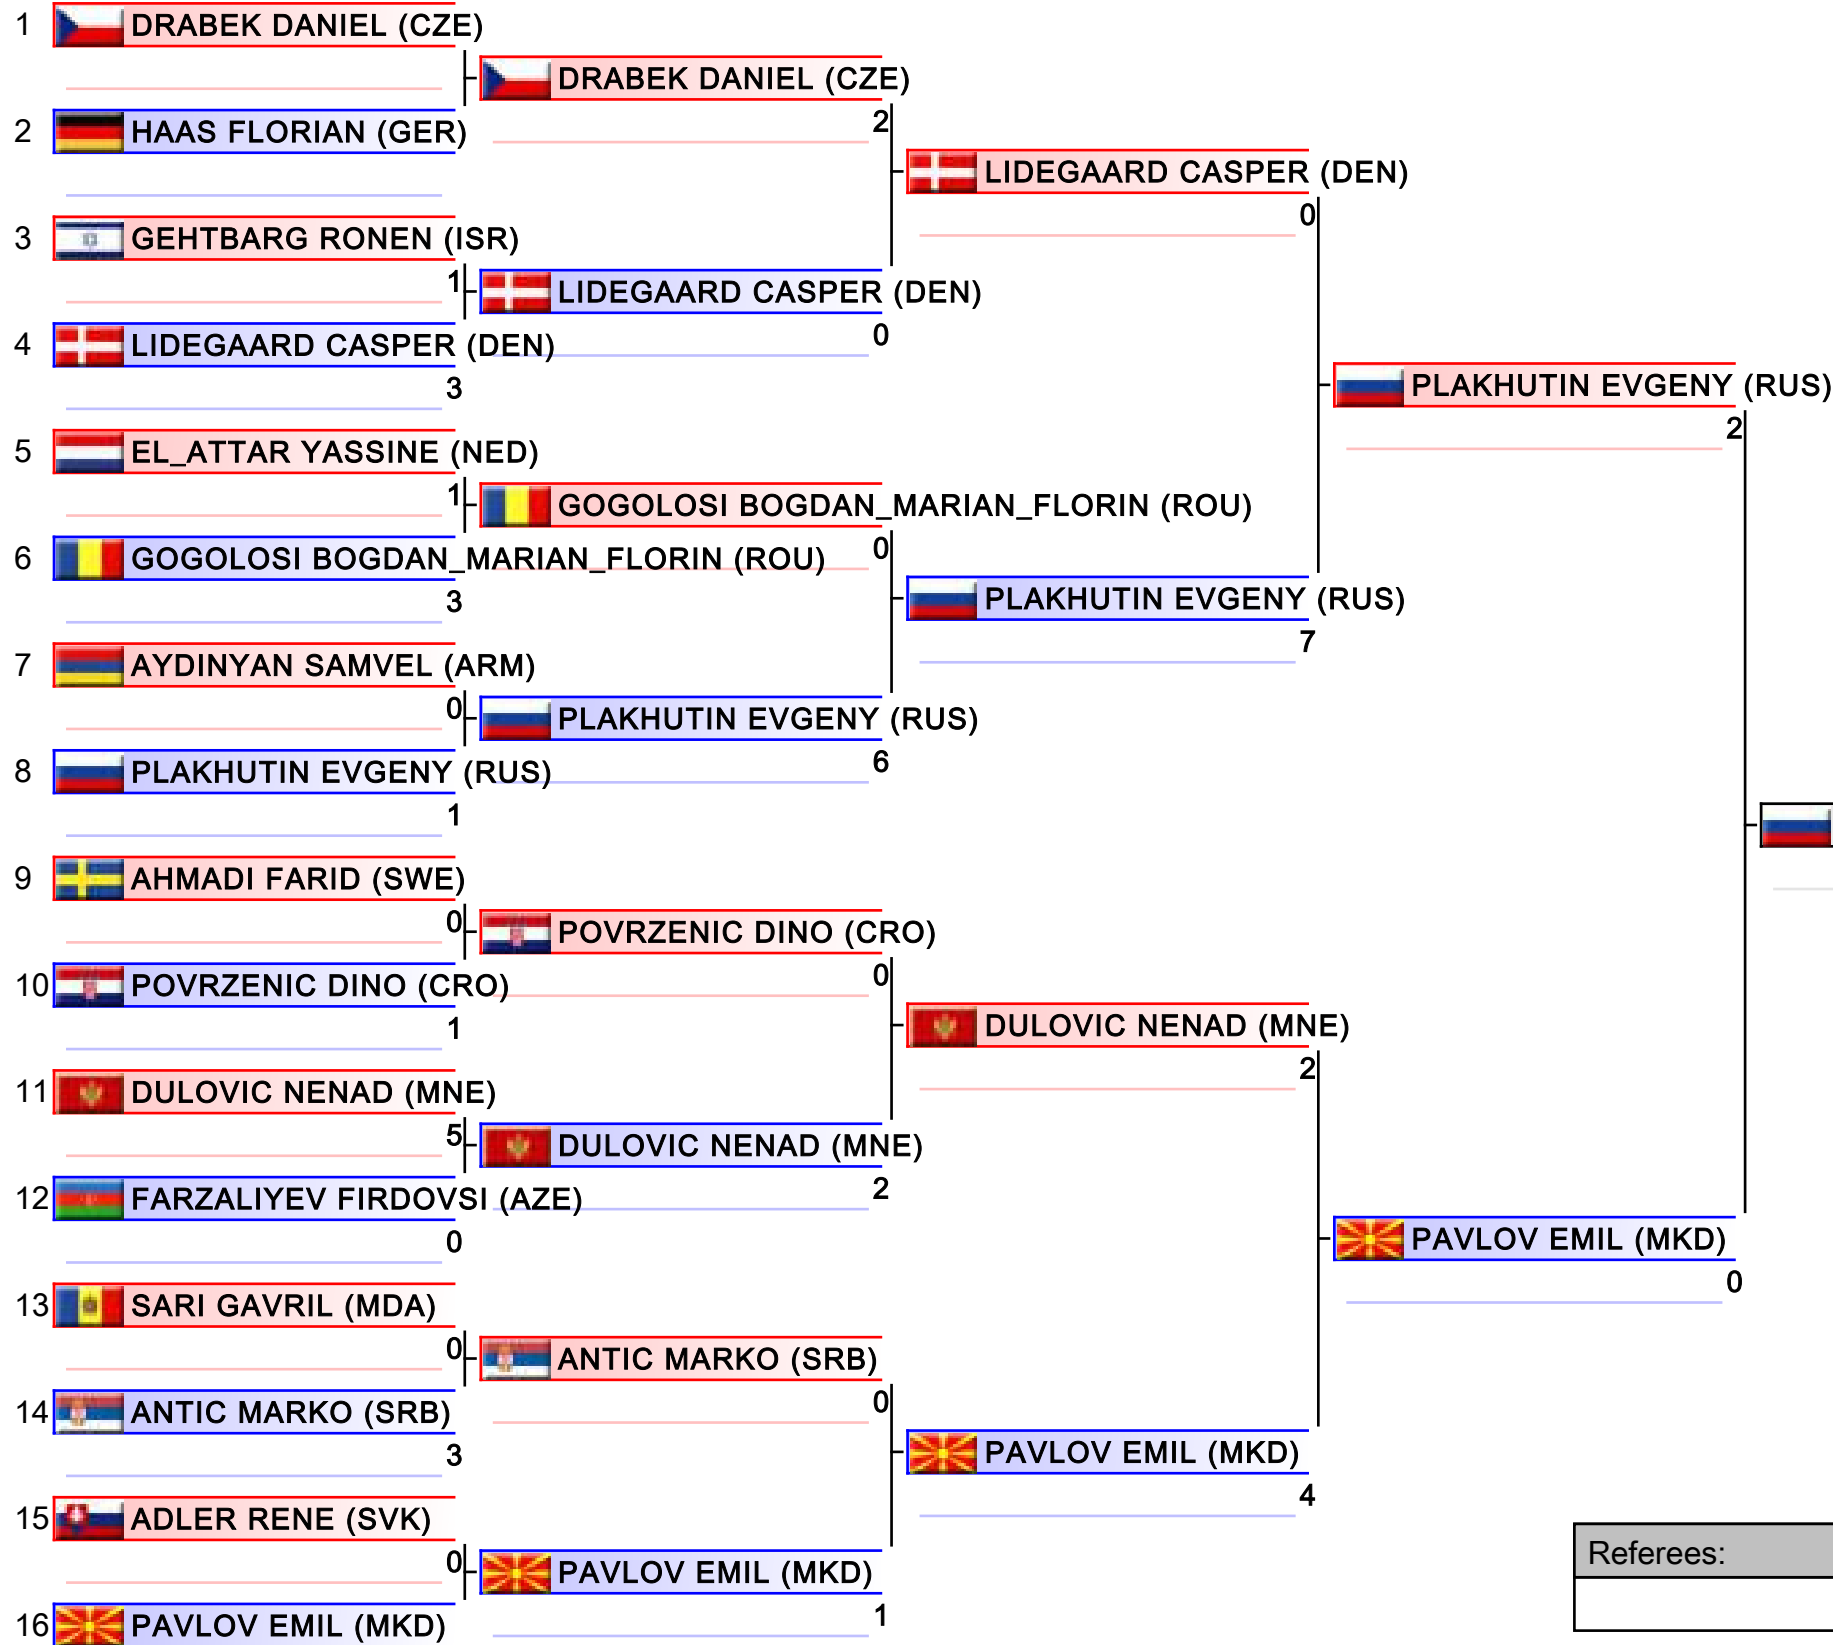 1 DRABEK DANIEL (CZE)
DRABEK DANIEL (CZE)
2
2 HAAS FLORIAN (GER)
LIDEGAARD CASPER (DEN)
0
3 GEHTBARG RONEN (ISR)
1
LIDEGAARD CASPER (DEN)
0
4 LIDEGAARD CASPER (DEN)
3
PLAKHUTIN EVGENY (RUS)
2
5 EL_ATTAR YASSINE (NED)
1
GOGOLOSI BOGDAN_MARIAN_FLORIN (ROU)
0
6 GOGOLOSI BOGDAN_MARIAN_FLORIN (ROU)
3
PLAKHUTIN EVGENY (RUS)
7
7 AYDINYAN SAMVEL (ARM)
0
PLAKHUTIN EVGENY (RUS)
6
8 PLAKHUTIN EVGENY (RUS)
1
9 AHMADI FARID (SWE)
0
POVRZENIC DINO (CRO)
0
10 POVRZENIC DINO (CRO)
1
DULOVIC NENAD (MNE)
2
11 DULOVIC NENAD (MNE)
5
DULOVIC NENAD (MNE)
2
12 FARZALIYEV FIRDOVSI (AZE)
0
PAVLOV EMIL (MKD)
0
13 SARI GAVRIL (MDA)
0
ANTIC MARKO (SRB)
0
14 ANTIC MARKO (SRB)
3
PAVLOV EMIL (MKD)
4
15 ADLER RENE (SVK)
0
PAVLOV EMIL (MKD)
1
16 PAVLOV EMIL (MKD)
Referees: